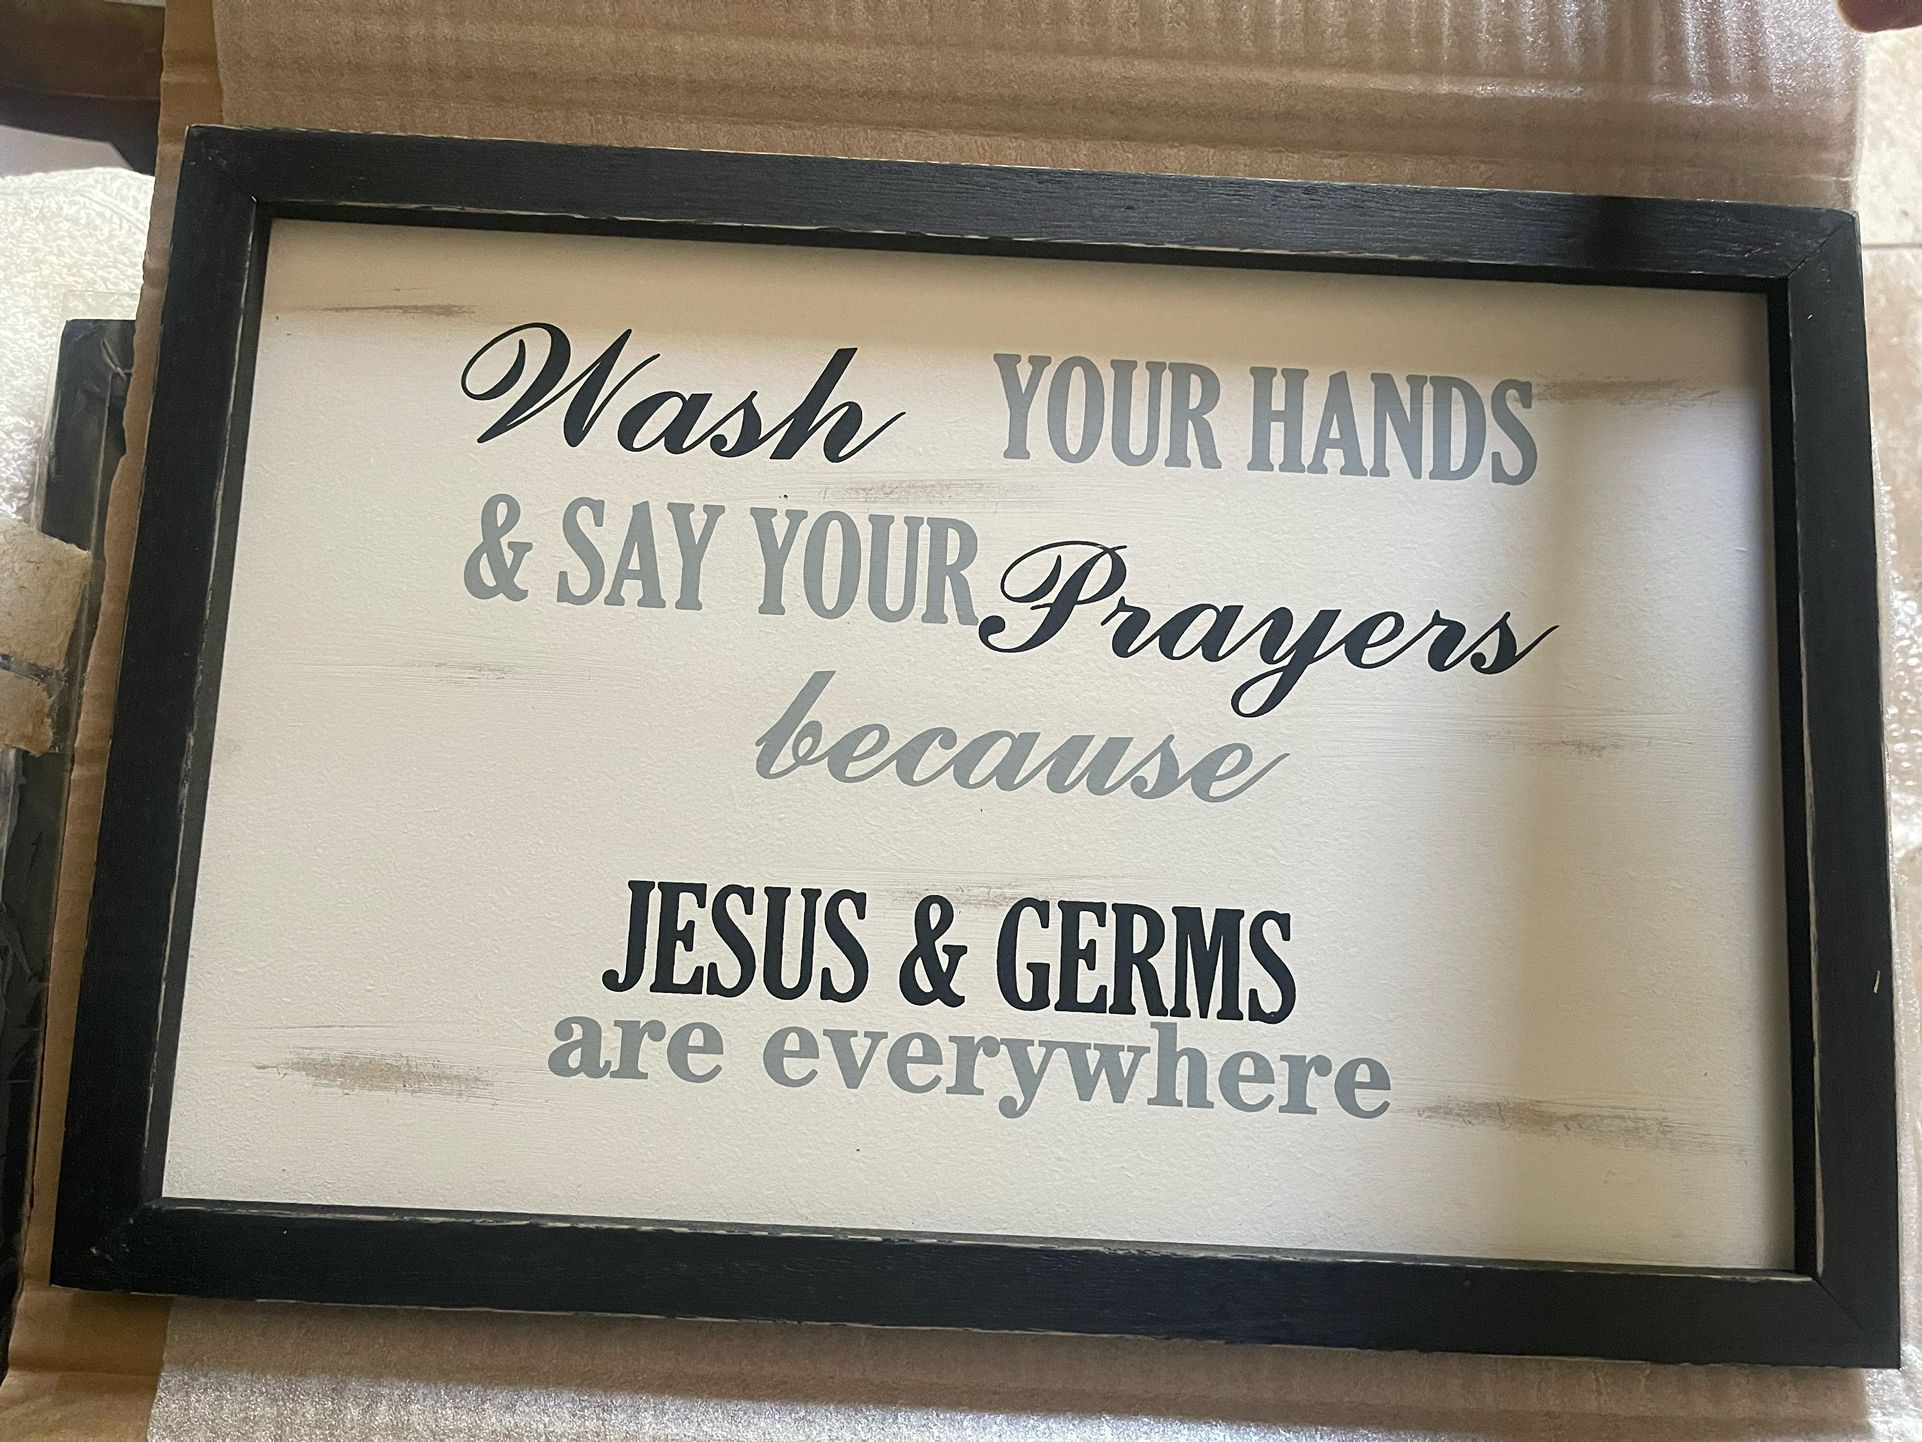 Wash YOUR HANDS
& SAY YOUR Prayers
because
JESUS & GERMS
are everywhere